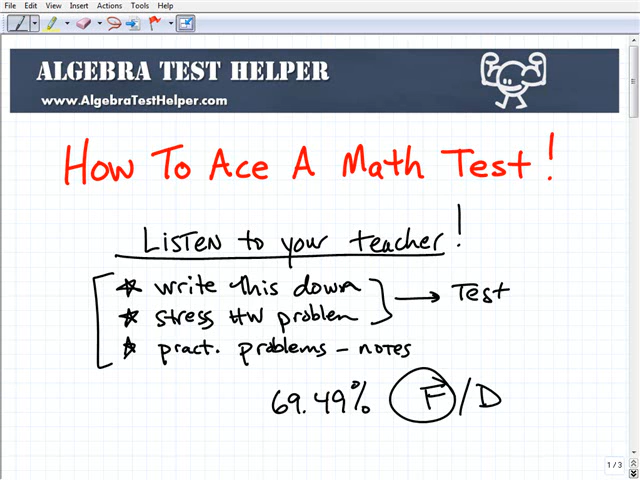 File Edit View Insert Actions Tools Help
ALGEBRA TEST HELPER
www.AlgebraTestHelper.com
How To Ace A Math Test!
Listen to your teacher!
write this down
stress HW problem
Test
pract. problems - notes
69.49% F/D
1 / 3